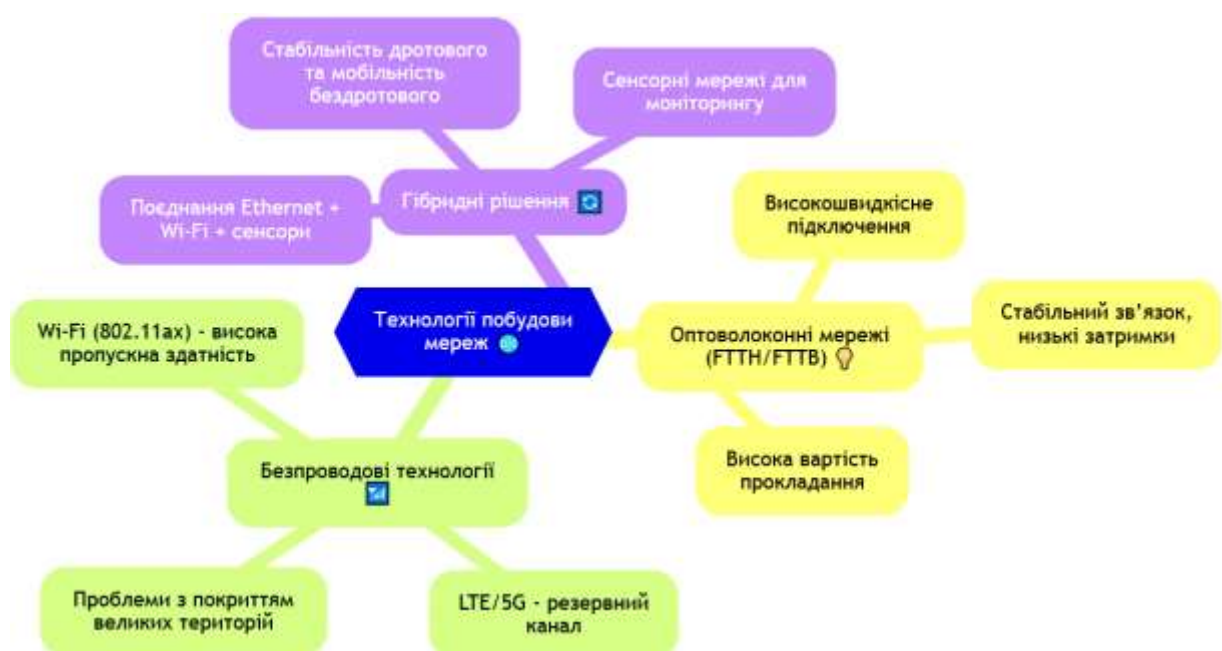 Стабільність дротового
та мобільність
бездротового
Сенсорні мережі для
моніторингу
Поєднання Ethernet +
Wi-Fi + сенсори
Гібридні рішення
Високошвидкісне
підключення
Wi-Fi (802.11ax) - висока
пропускна здатність
Технології побудови
мереж
Оптоволоконні мережі
(FTTH/FTTB)
Стабільний зв'язок,
низькі затримки
Безпроводові технології
Висока вартість
прокладання
Проблеми з покриттям
великих територій
LTE/5G - резервний
канал